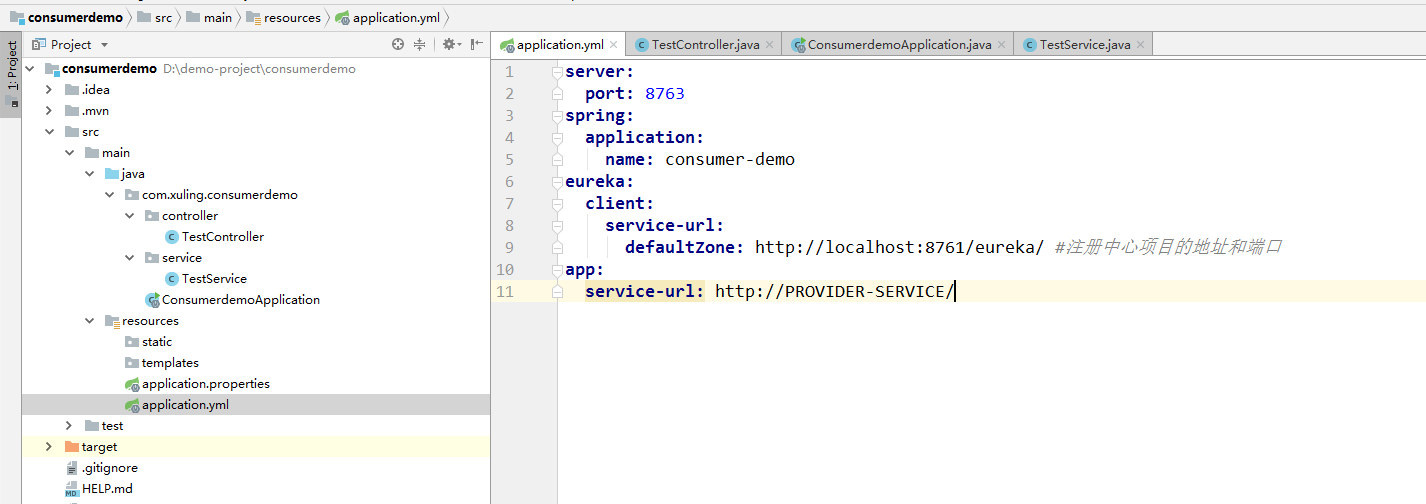 consumerdemo src main resources application.yml
1: Project
Project
consumerdemo D:\demo-project\consumerdemo
.idea
.mvn
src
main
java
com.xuling.consumerdemo
controller
TestController
service
TestService
ConsumerdemoApplication
resources
static
templates
application.properties
application.yml
test
target
.gitignore
HELP.md
application.yml TestController.java ConsumerdemoApplication.java TestService.java
1 server:
2   port: 8763
3 spring:
4   application:
5     name: consumer-demo
6 eureka:
7   client:
8     service-url:
9       defaultZone: http://localhost:8761/eureka/ #注册中心项目的地址和端口
10 app:
11   service-url: http://PROVIDER-SERVICE/